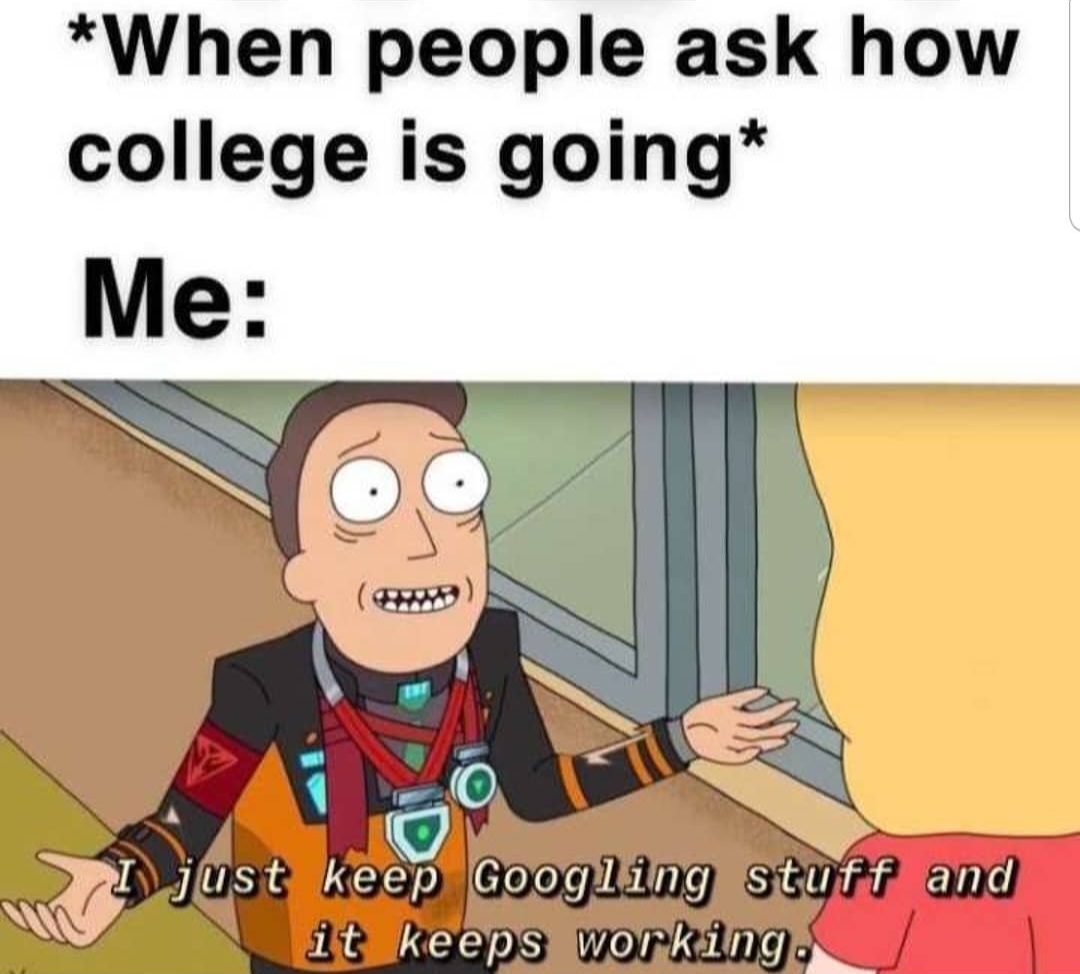 *When people ask how
college is going*
Me:
I just keep Googling stuff and
it keeps working.